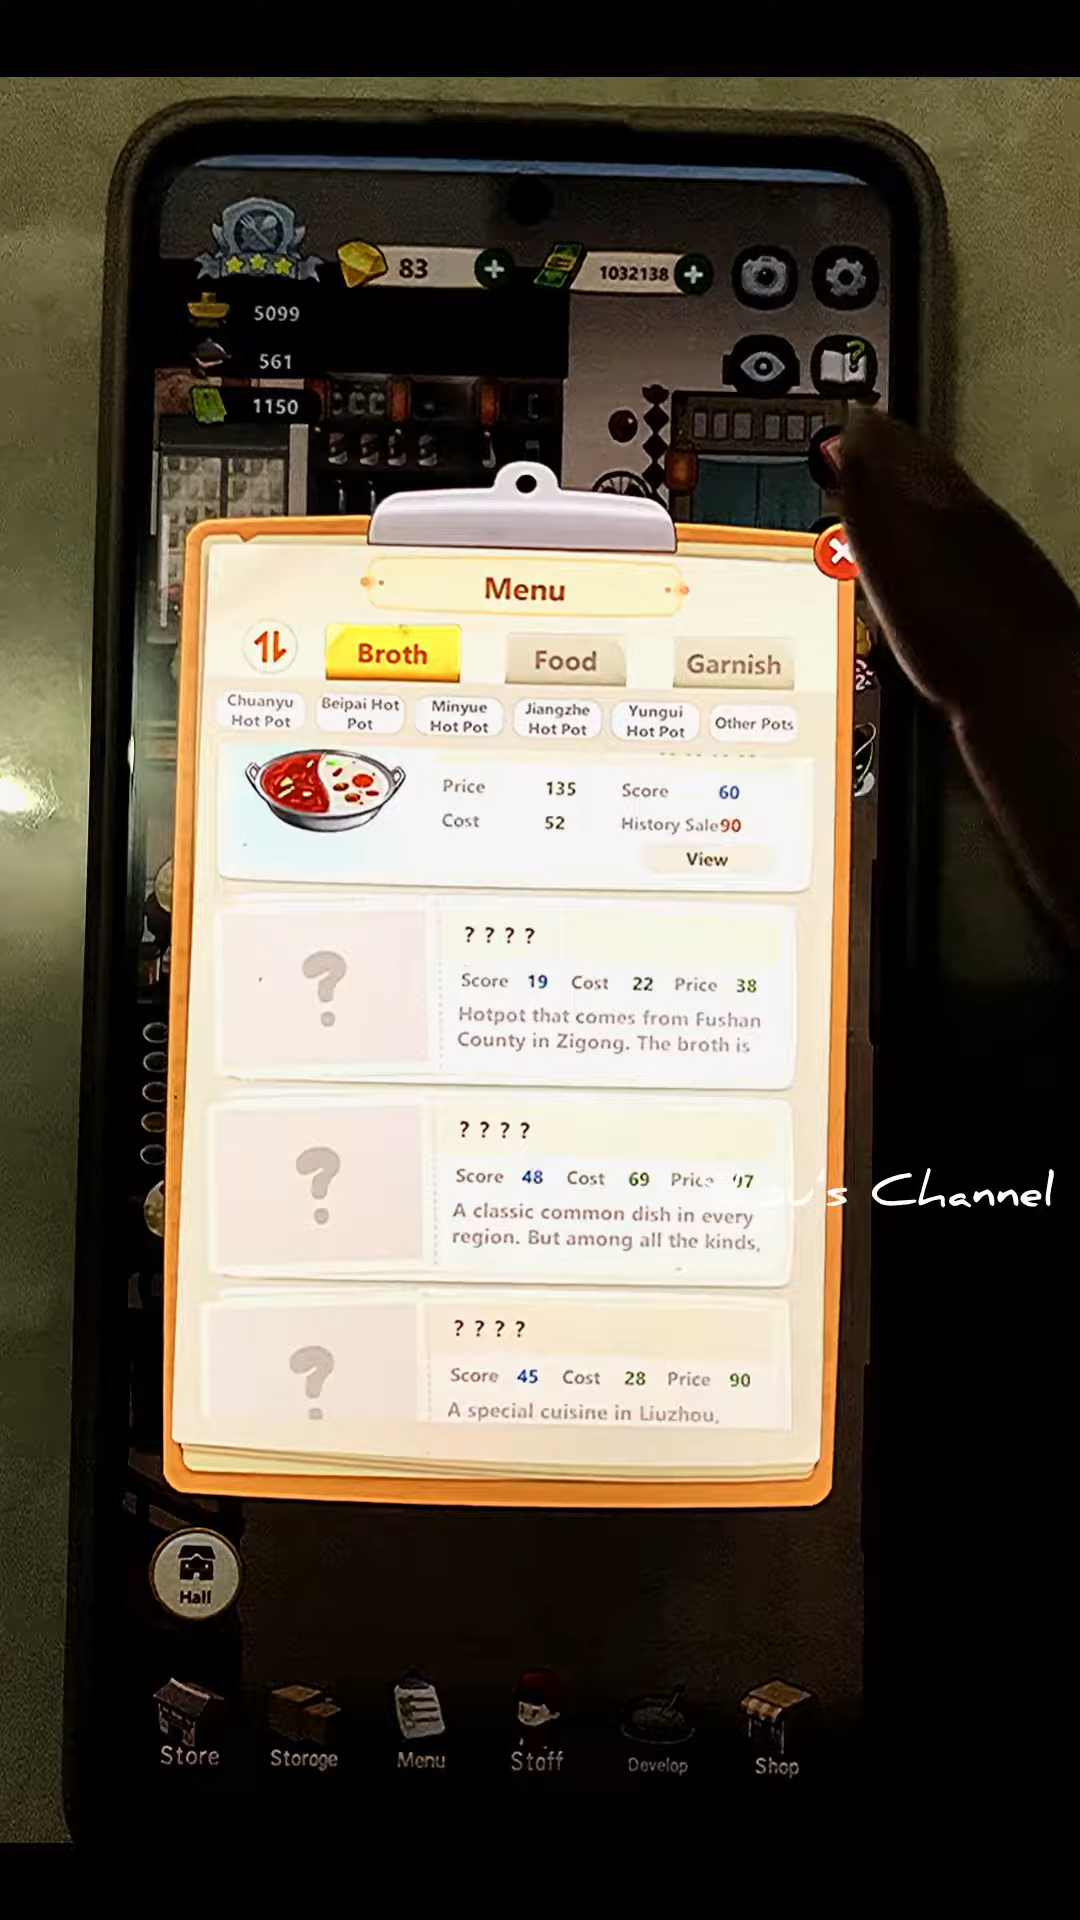 83
1032138
5099
561
1150
Menu
Broth
Food
Garnish
Chuanyu Hot Pot
Beipai Hot Pot
Minyue Hot Pot
Jiangzhe Hot Pot
Yungui Hot Pot
Other Pots
Price 135 Score 60
Cost 52 History Sale90
View
? ? ? ?
Score 19 Cost 22 Price 38
Hotpot that comes from Fushan
County in Zigong. The broth is
? ? ? ?
Score 48 Cost 69
A classic common dish in every
region. But among all the kinds,
? ? ? ?
Score 45 Cost 28 Price 90
A special cuisine in Liuzhou,
Channel
Hall
Store
Storage
Menu
Staff
Develop
Shop